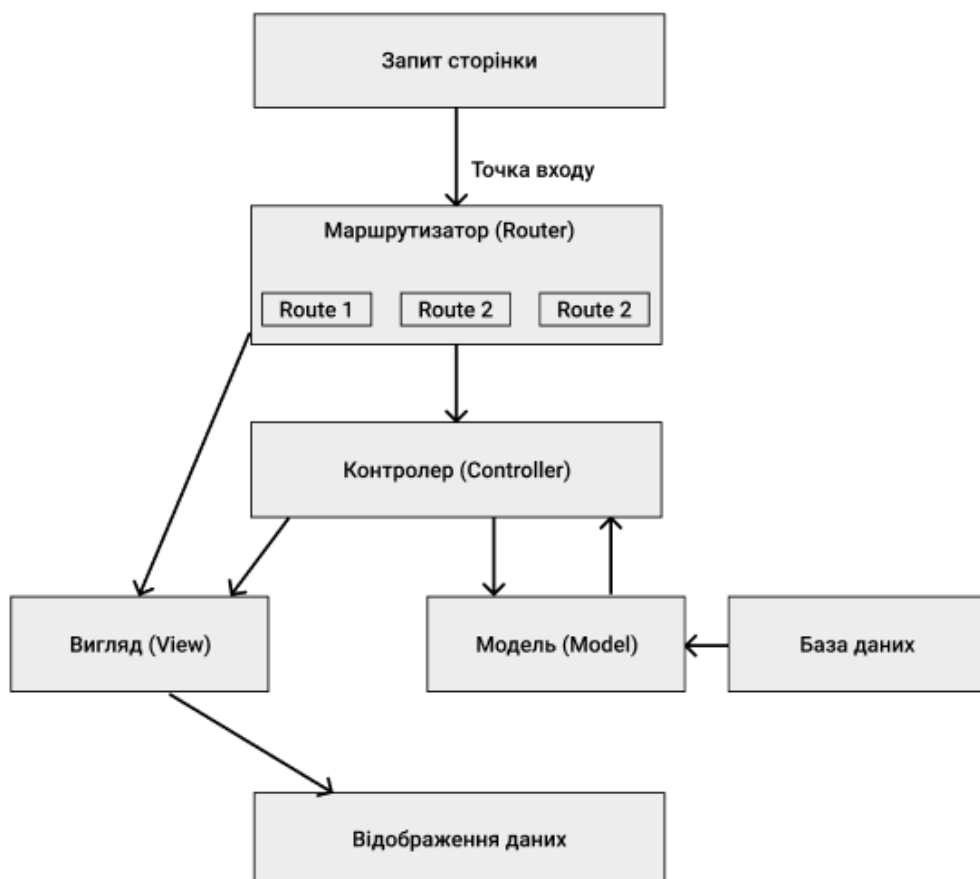 Запит сторінки
Точка входу
Маршрутизатор (Router)
Route 1
Route 2
Route 2
Контролер (Controller)
Вигляд (View)
Модель (Model)
База даних
Відображення даних